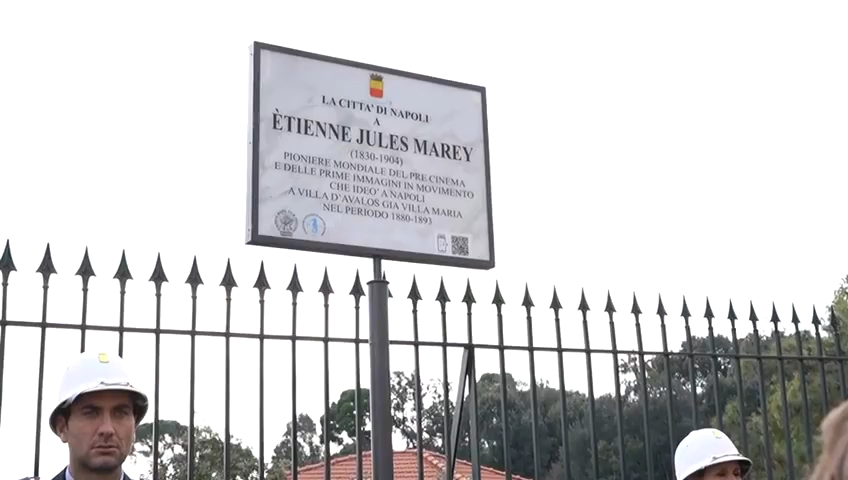 LA CITTA' DI NAPOLI
A
ÈTIENNE JULES MAREY
(1830-1904)
PIONIERE MONDIALE DEL PRE CINEMA
E DELLE PRIME IMMAGINI IN MOVIMENTO
CHE IDEO' A NAPOLI
A VILLA D'AVALOS GIA VILLA MARIA
NEL PERIODO 1880-1893